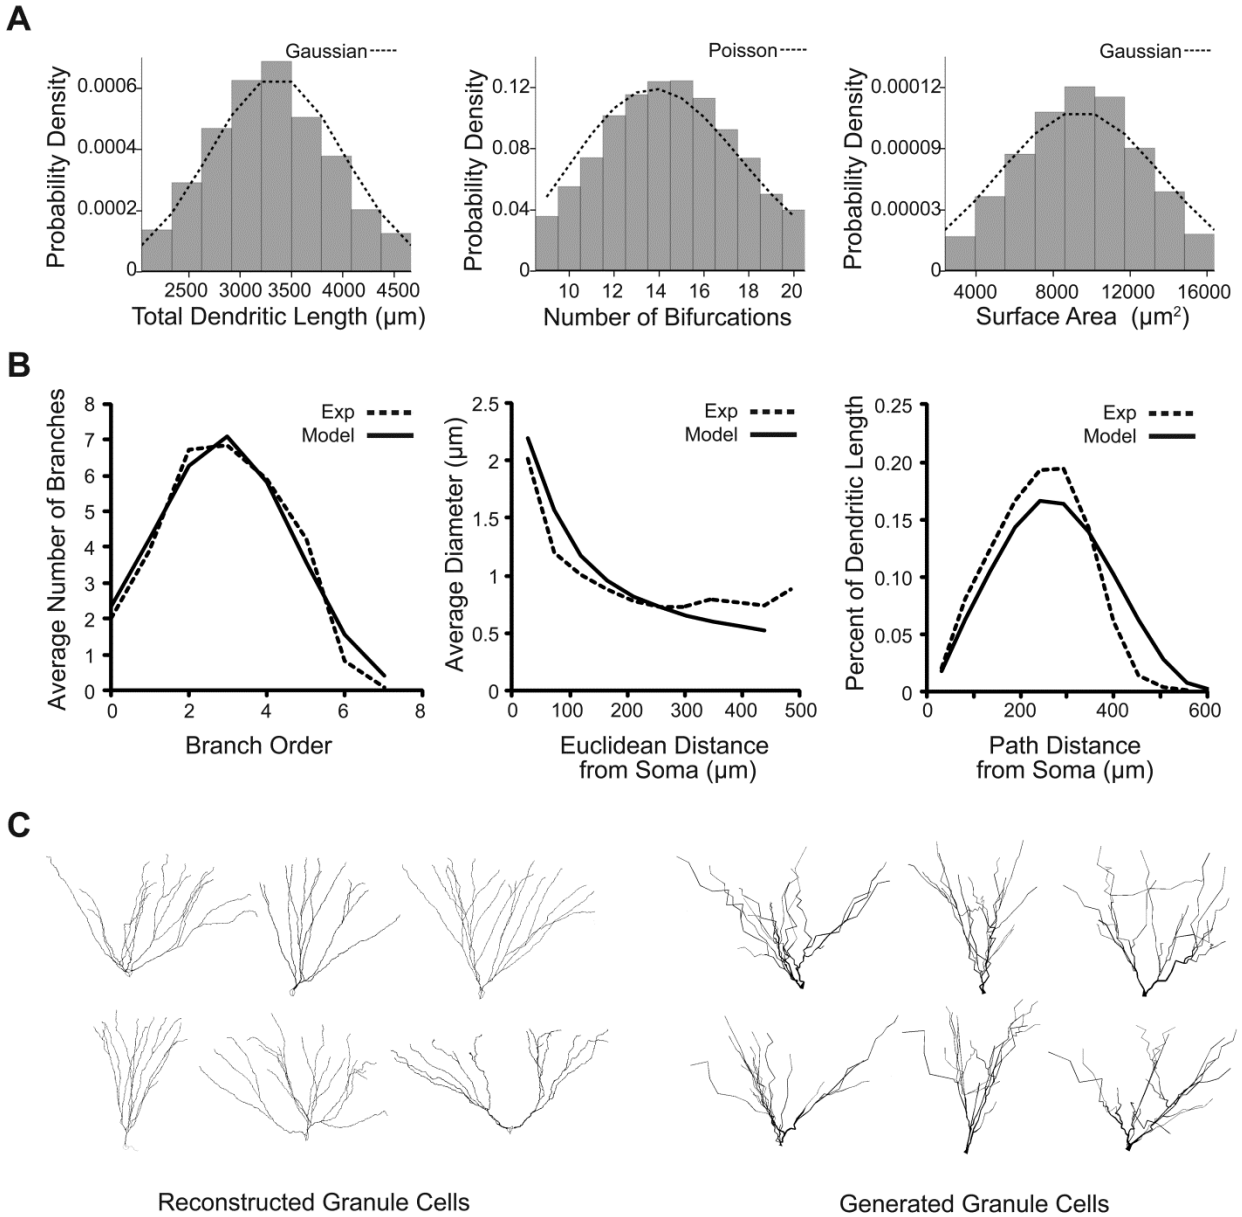 A
Gaussian
Probability Density
0.0006
0.0004
0.0002
0
2500 3000 3500 4000 4500
Total Dendritic Length (µm)
Poisson
Probability Density
0.12
0.08
0.04
0
10 12 14 16 18 20
Number of Bifurcations
Gaussian
Probability Density
0.00012
0.00009
0.00003
0
4000 8000 12000 16000
Surface Area (µm²)
B
Average Number of Branches
8
7
6
5
4
3
2
1
0
Exp
Model
0 2 4 6 8
Branch Order
Average Diameter (µm)
2.5
2
1.5
1
0.5
0
Exp
Model
0 100 200 300 400 500
Euclidean Distance
from Soma (µm)
Percent of Dendritic Length
0.25
0.20
0.15
0.10
0.05
0
Exp
Model
0 200 400 600
Path Distance
from Soma (µm)
C
Reconstructed Granule Cells
Generated Granule Cells